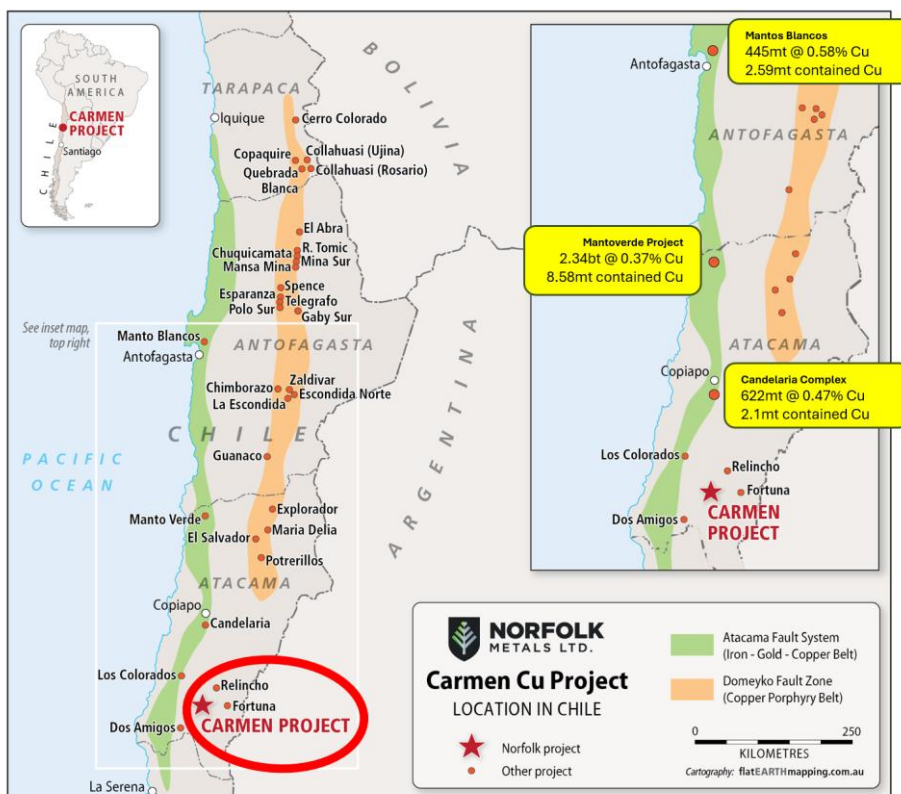 SOUTH
AMERICA
CARMEN
PROJECT
Santiago
CHILE
BOLIVIA
TARAPACA
Iquique
Cerro Colorado
Copaquire
Collahuasi (Ujina)
Quebrada
Blanca
Collahuasi (Rosario)
El Abra
Chuquicamata
R. Tomic
Mansa Mina
Mina Sur
Spence
Esperanza
Telegrafo
Polo Sur
Gaby Sur
See inset map,
top right
Manto Blancos
Antofagasta
ANTOFAGASTA
Chimborazo
Zaldivar
La Escondida
Escondida Norte
CHILE
PACIFIC
OCEAN
Guanaco
ARGENTINA
Explorador
Manto Verde
Maria Delia
El Salvador
Potrerillos
ATACAMA
Copiapo
Candelaria
Los Colorados
Relincho
Fortuna
CARMEN PROJECT
Dos Amigos
La Serena
Mantos Blancos
445mt @ 0.58% Cu
2.59mt contained Cu
Antofagasta
ANTOFAGASTA
Mantoverde Project
2.34bt @ 0.37% Cu
8.58mt contained Cu
ATACAMA
Copiapo
Candelaria Complex
622mt @ 0.47% Cu
2.1mt contained Cu
Los Colorados
Relincho
Fortuna
CARMEN
PROJECT
Dos Amigos
NORFOLK
METALS LTD.
Carmen Cu Project
LOCATION IN CHILE
Norfolk project
Other project
Atacama Fault System
(Iron - Gold - Copper Belt)
Domeyko Fault Zone
(Copper Porphyry Belt)
0
250
KILOMETRES
Cartography: flatEARTHmapping.com.au